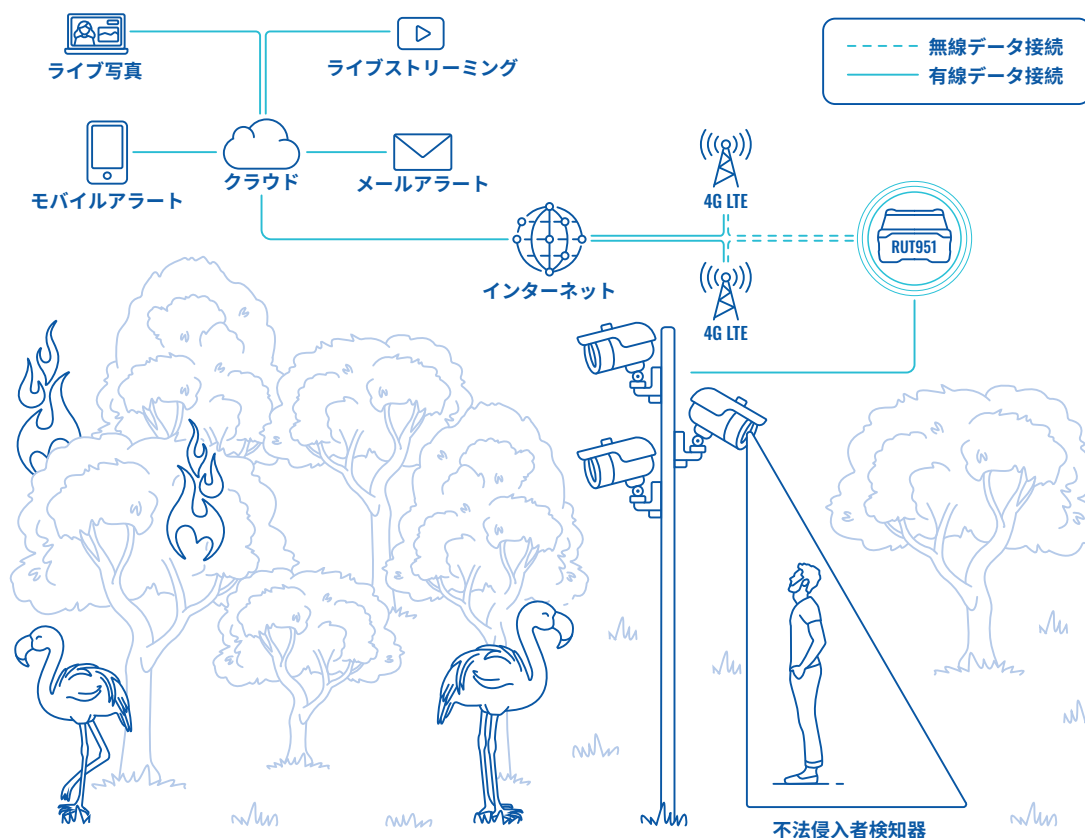 ライブ写真
ライブストリーミング
無線データ接続
有線データ接続
モバイルアラート
クラウド
メールアラート
4G LTE
RUT951
インターネット
4G LTE
不法侵入者検知器